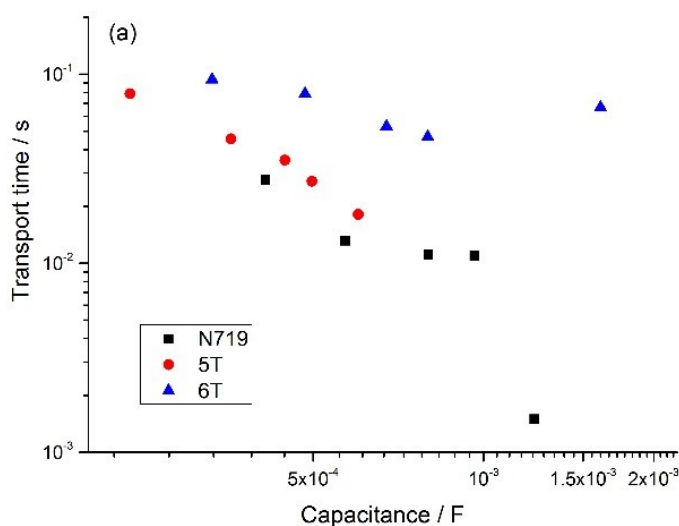 (a)
Transport time / s
10⁻¹
10⁻²
10⁻³
N719
5T
6T
5x10⁻⁴
10⁻³
1.5x10⁻³
2x10⁻³
Capacitance / F